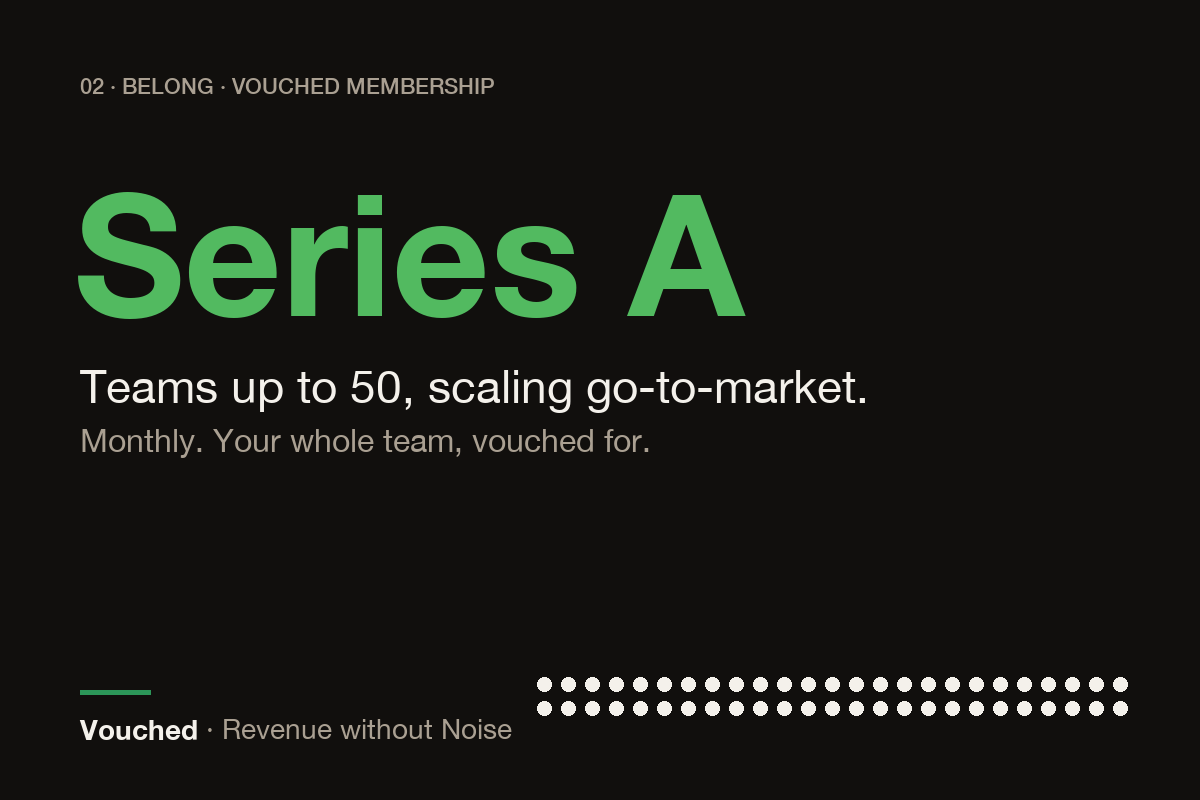 02 · BELONG · VOUCHED MEMBERSHIP
Series A
Teams up to 50, scaling go-to-market.
Monthly. Your whole team, vouched for.
Vouched · Revenue without Noise